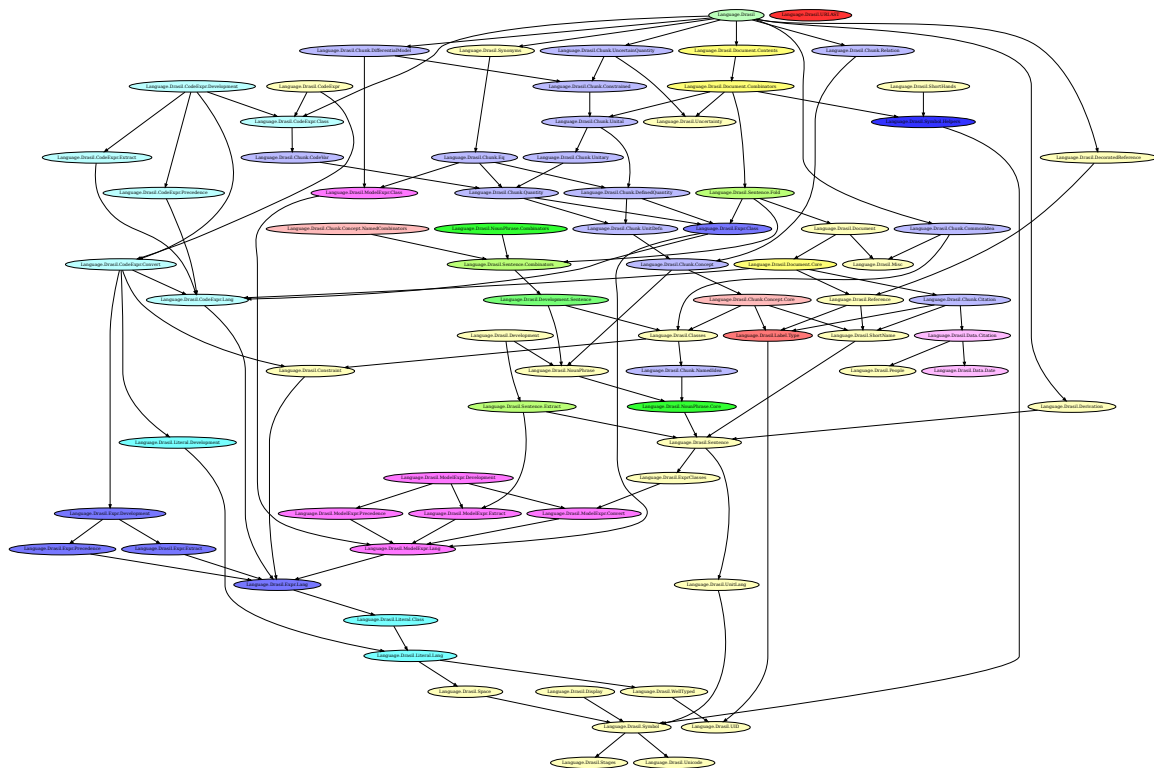 Language.Drasil
Language.Drasil.Chunk.DifferentialModel
Language.Drasil.Synonyms
Language.Drasil.Chunk.UncertainQuantity
Language.Drasil.Document.Contents
Language.Drasil.Chunk.Relation
Language.Drasil.CodeExpr.Development
Language.Drasil.CodeExpr
Language.Drasil.Chunk.Constrained
Language.Drasil.Document.Combinators
Language.Drasil.ShortHands
Language.Drasil.CodeExpr.Class
Language.Drasil.Chunk.Unital
Language.Drasil.Uncertainty
Language.Drasil.Symbol.Helpers
Language.Drasil.CodeExpr.Extract
Language.Drasil.Chunk.CodeVar
Language.Drasil.Chunk.Eq
Language.Drasil.Chunk.Unitary
Language.Drasil.DecoratedReference
Language.Drasil.CodeExpr.Precedence
Language.Drasil.ModelExpr.Class
Language.Drasil.Chunk.Quantity
Language.Drasil.Chunk.DefinedQuantity
Language.Drasil.Sentence.Fold
Language.Drasil.Chunk.Concept.NamedCombinators
Language.Drasil.NounPhrase.Combinators
Language.Drasil.Chunk.UnitDefn
Language.Drasil.Expr.Class
Language.Drasil.Document
Language.Drasil.Chunk.CommonIdea
Language.Drasil.CodeExpr.Convert
Language.Drasil.Sentence.Combinators
Language.Drasil.Chunk.Concept
Language.Drasil.Document.Core
Language.Drasil.Misc
Language.Drasil.CodeExpr.Lang
Language.Drasil.Development.Sentence
Language.Drasil.Chunk.Concept.Core
Language.Drasil.Reference
Language.Drasil.Chunk.Citation
Language.Drasil.Development
Language.Drasil.Classes
Language.Drasil.Label.Type
Language.Drasil.ShortName
Language.Drasil.Data.Citation
Language.Drasil.Constraint
Language.Drasil.NounPhrase
Language.Drasil.Chunk.NamedIdea
Language.Drasil.People
Language.Drasil.Data.Date
Language.Drasil.Sentence.Extract
Language.Drasil.NounPhrase.Core
Language.Drasil.Derivation
Language.Drasil.Literal.Development
Language.Drasil.Sentence
Language.Drasil.ModelExpr.Development
Language.Drasil.ExprClasses
Language.Drasil.Expr.Development
Language.Drasil.ModelExpr.Precedence
Language.Drasil.ModelExpr.Extract
Language.Drasil.ModelExpr.Convert
Language.Drasil.Expr.Precedence
Language.Drasil.Expr.Extract
Language.Drasil.ModelExpr.Lang
Language.Drasil.Expr.Lang
Language.Drasil.UnitLang
Language.Drasil.Literal.Class
Language.Drasil.Literal.Lang
Language.Drasil.Space
Language.Drasil.Display
Language.Drasil.WellTyped
Language.Drasil.Symbol
Language.Drasil.UID
Language.Drasil.Stages
Language.Drasil.Unicode